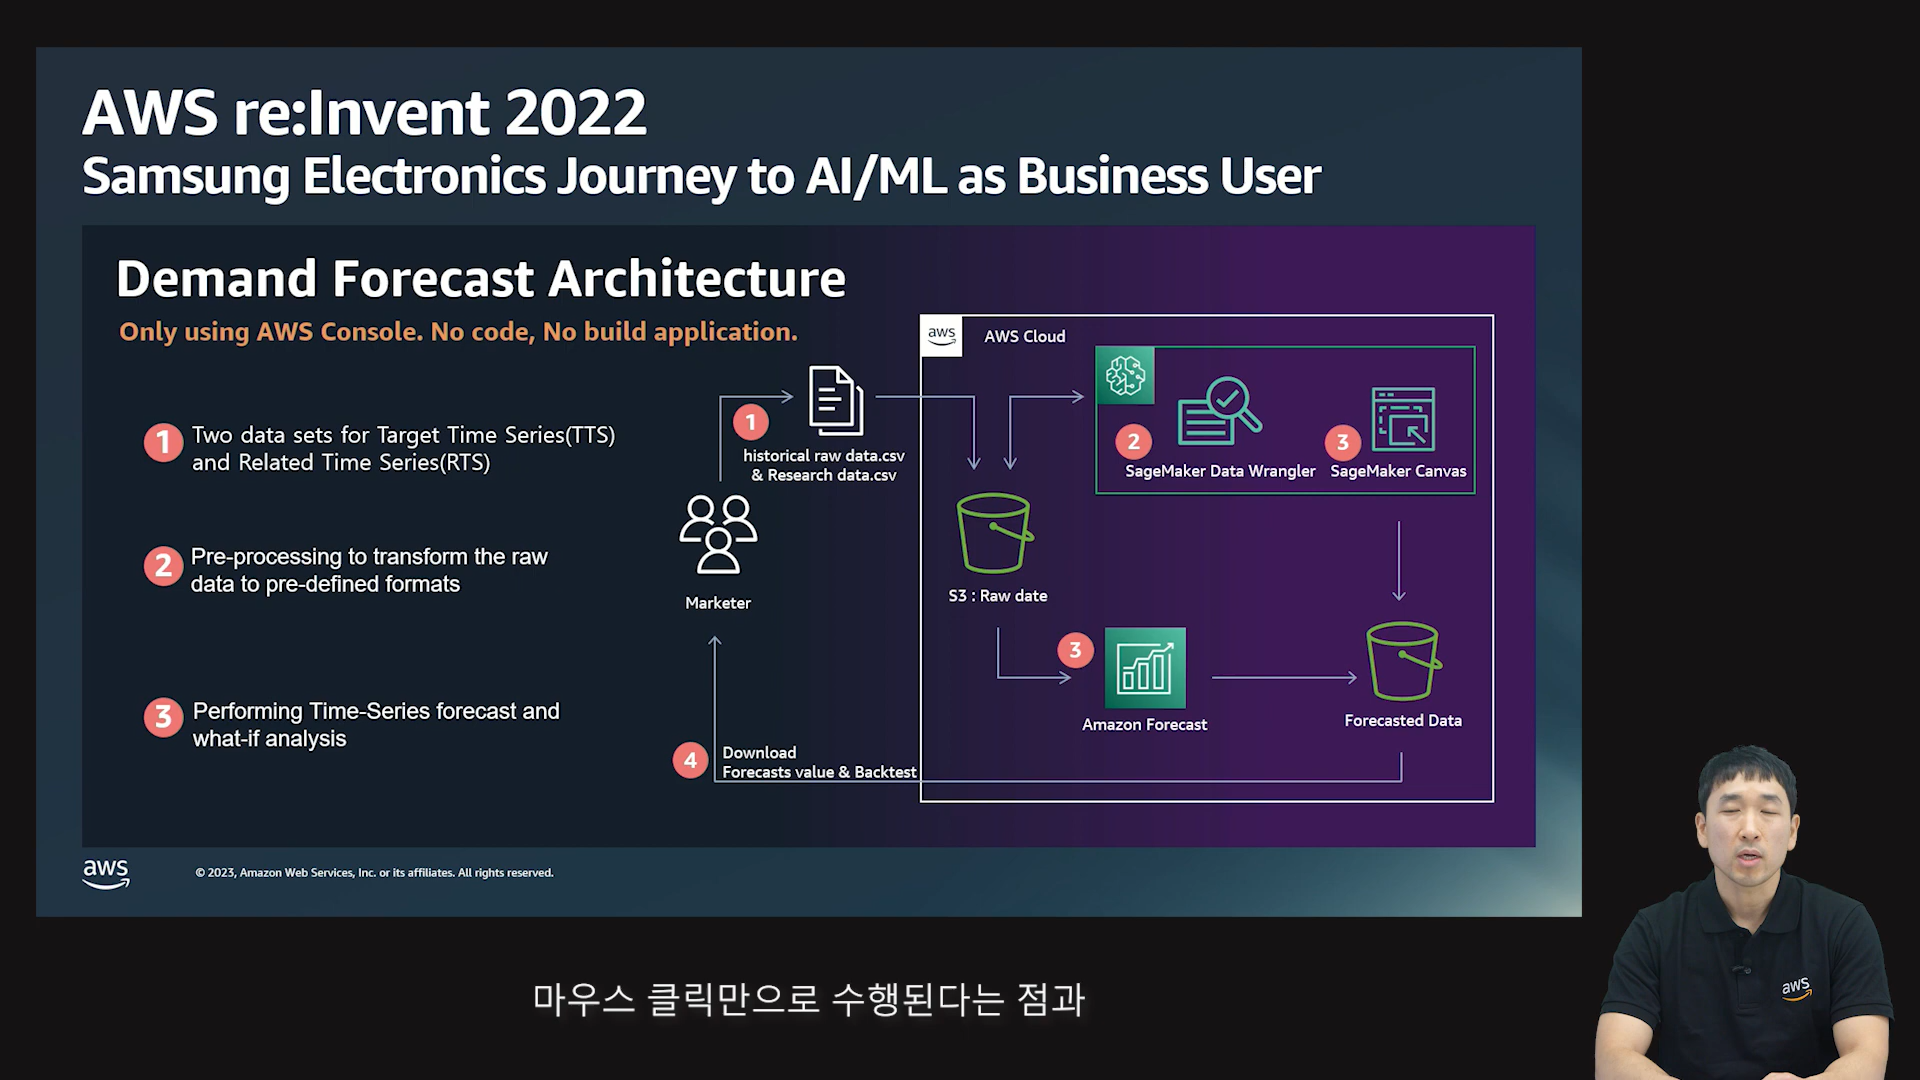 AWS re:Invent 2022
Samsung Electronics Journey to AI/ML as Business User
Demand Forecast Architecture
Only using AWS Console. No code, No build application.
1 Two data sets for Target Time Series(TTS)
and Related Time Series(RTS)
2 Pre-processing to transform the raw
data to pre-defined formats
3 Performing Time-Series forecast and
what-if analysis
1
historical raw data.csv
& Research data.csv
Marketer
aws AWS Cloud
2
SageMaker Data Wrangler
3
SageMaker Canvas
S3 : Raw date
3
Amazon Forecast
Forecasted Data
4 Download
Forecasts value & Backtest
aws
© 2023, Amazon Web Services, Inc. or its affiliates. All rights reserved.
aws
마우스 클릭만으로 수행된다는 점과